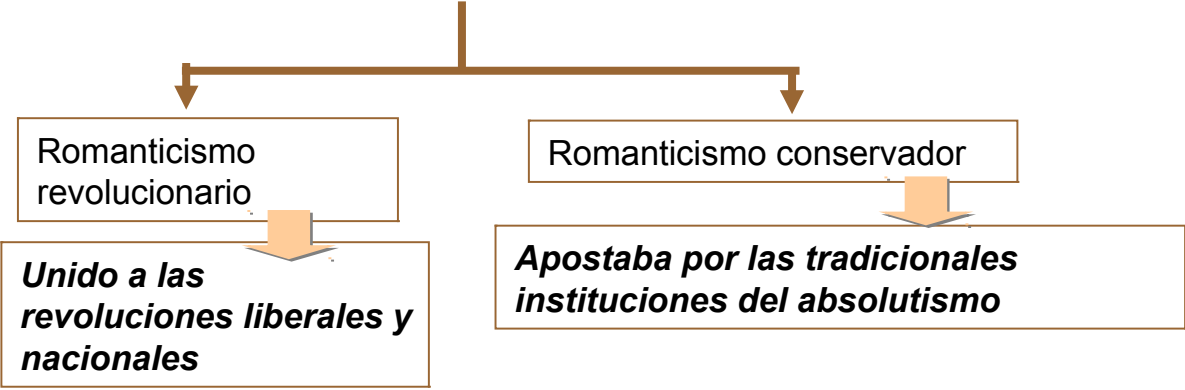 Romanticismo
revolucionario
Romanticismo conservador
Unido a las
revoluciones liberales y
nacionales
Apostaba por las tradicionales
instituciones del absolutismo